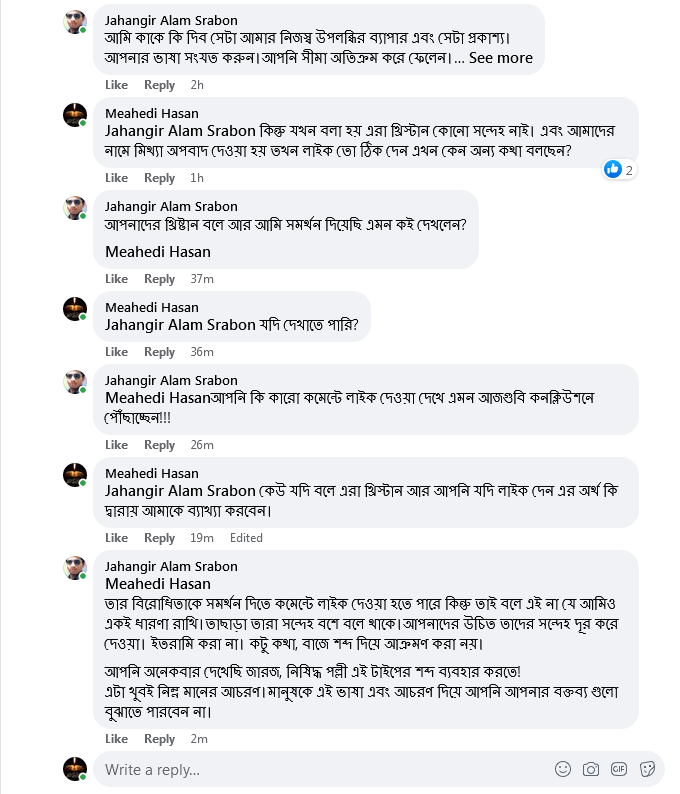 Jahangir Alam Srabon
আমি কাকে কি দিব সেটা আমার নিজস্ব উপলব্ধির ব্যাপার এবং সেটা প্রকাশ্য।
আপনার ভাষা সংযত করুন। আপনি সীমা অতিক্রম করে ফেলেন। ... See more
Like Reply 2h
Meahedi Hasan
Jahangir Alam Srabon কিন্তু যখন বলা হয় এরা খ্রিস্টান কোনো সন্দেহ নাই। এবং আমাদের
নামে মিথ্যা অপবাদ দেওয়া হয় তখন লাইক তো ঠিক দেন এখন কেন অন্য কথা বলছেন?
2
Like Reply 1h
Jahangir Alam Srabon
আপনাদের খ্রিষ্টান বলে আর আমি সমর্থন দিয়েছি এমন কই দেখলেন?
Meahedi Hasan
Like Reply 37m
Meahedi Hasan
Jahangir Alam Srabon যদি দেখাতে পারি?
Like Reply 36m
Jahangir Alam Srabon
Meahedi Hasanআপনি কি কারো কমেন্টে লাইক দেওয়া দেখে এমন আজগুবি কনক্লিউশনে
পৌঁছাচ্ছেন!!!
Like Reply 26m
Meahedi Hasan
Jahangir Alam Srabon কেউ যদি বলে এরা খ্রিস্টান আর আপনি যদি লাইক দেন এর অর্থ কি
দ্বারায় আমাকে ব্যাখ্যা করবেন।
Like Reply 19m Edited
Jahangir Alam Srabon
Meahedi Hasan
তার বিরোধিতাকে সমর্থন দিতে কমেন্টে লাইক দেওয়া হতে পারে কিন্তু তাই বলে এই না যে আমিও
একই ধারণা রাখি। তাছাড়া তারা সন্দেহ বশে বলে থাকে। আপনাদের উচিত তাদের সন্দেহ দূর করে
দেওয়া। ইতরামি করা না। কটু কথা, বাজে শব্দ দিয়ে আক্রমণ করা নয়।
আপনি অনেকবার দেখেছি জারজ, নিষিদ্ধ পল্লী এই টাইপের শব্দ ব্যবহার করতে!
এটা খুবই নিম্ন মানের আচরণ। মানুষকে এই ভাষা এবং আচরণ দিয়ে আপনি আপনার বক্তব্য গুলো
বুঝাতে পারবেন না।
Like Reply 2m
Write a reply...
GIF